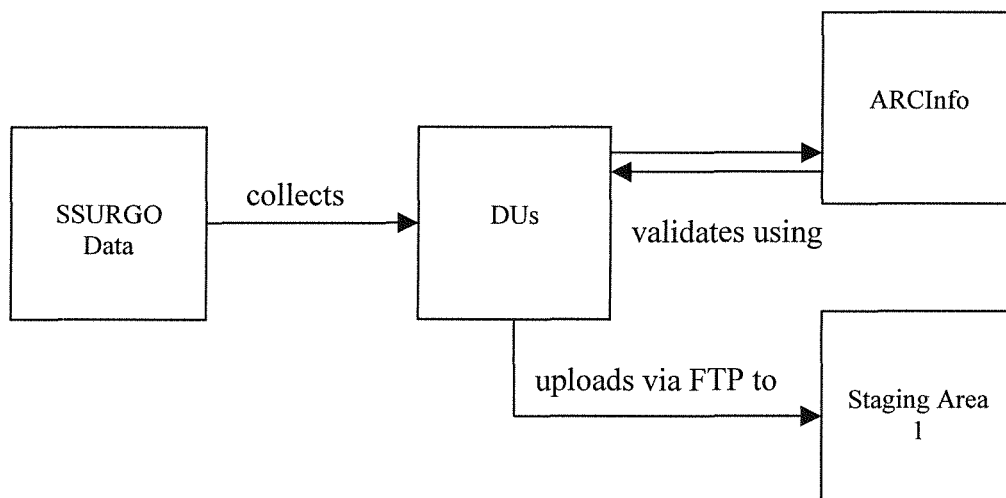 ARCInfo
SSURGO
Data
collects
DUs
validates using
uploads via FTP to
Staging Area
1